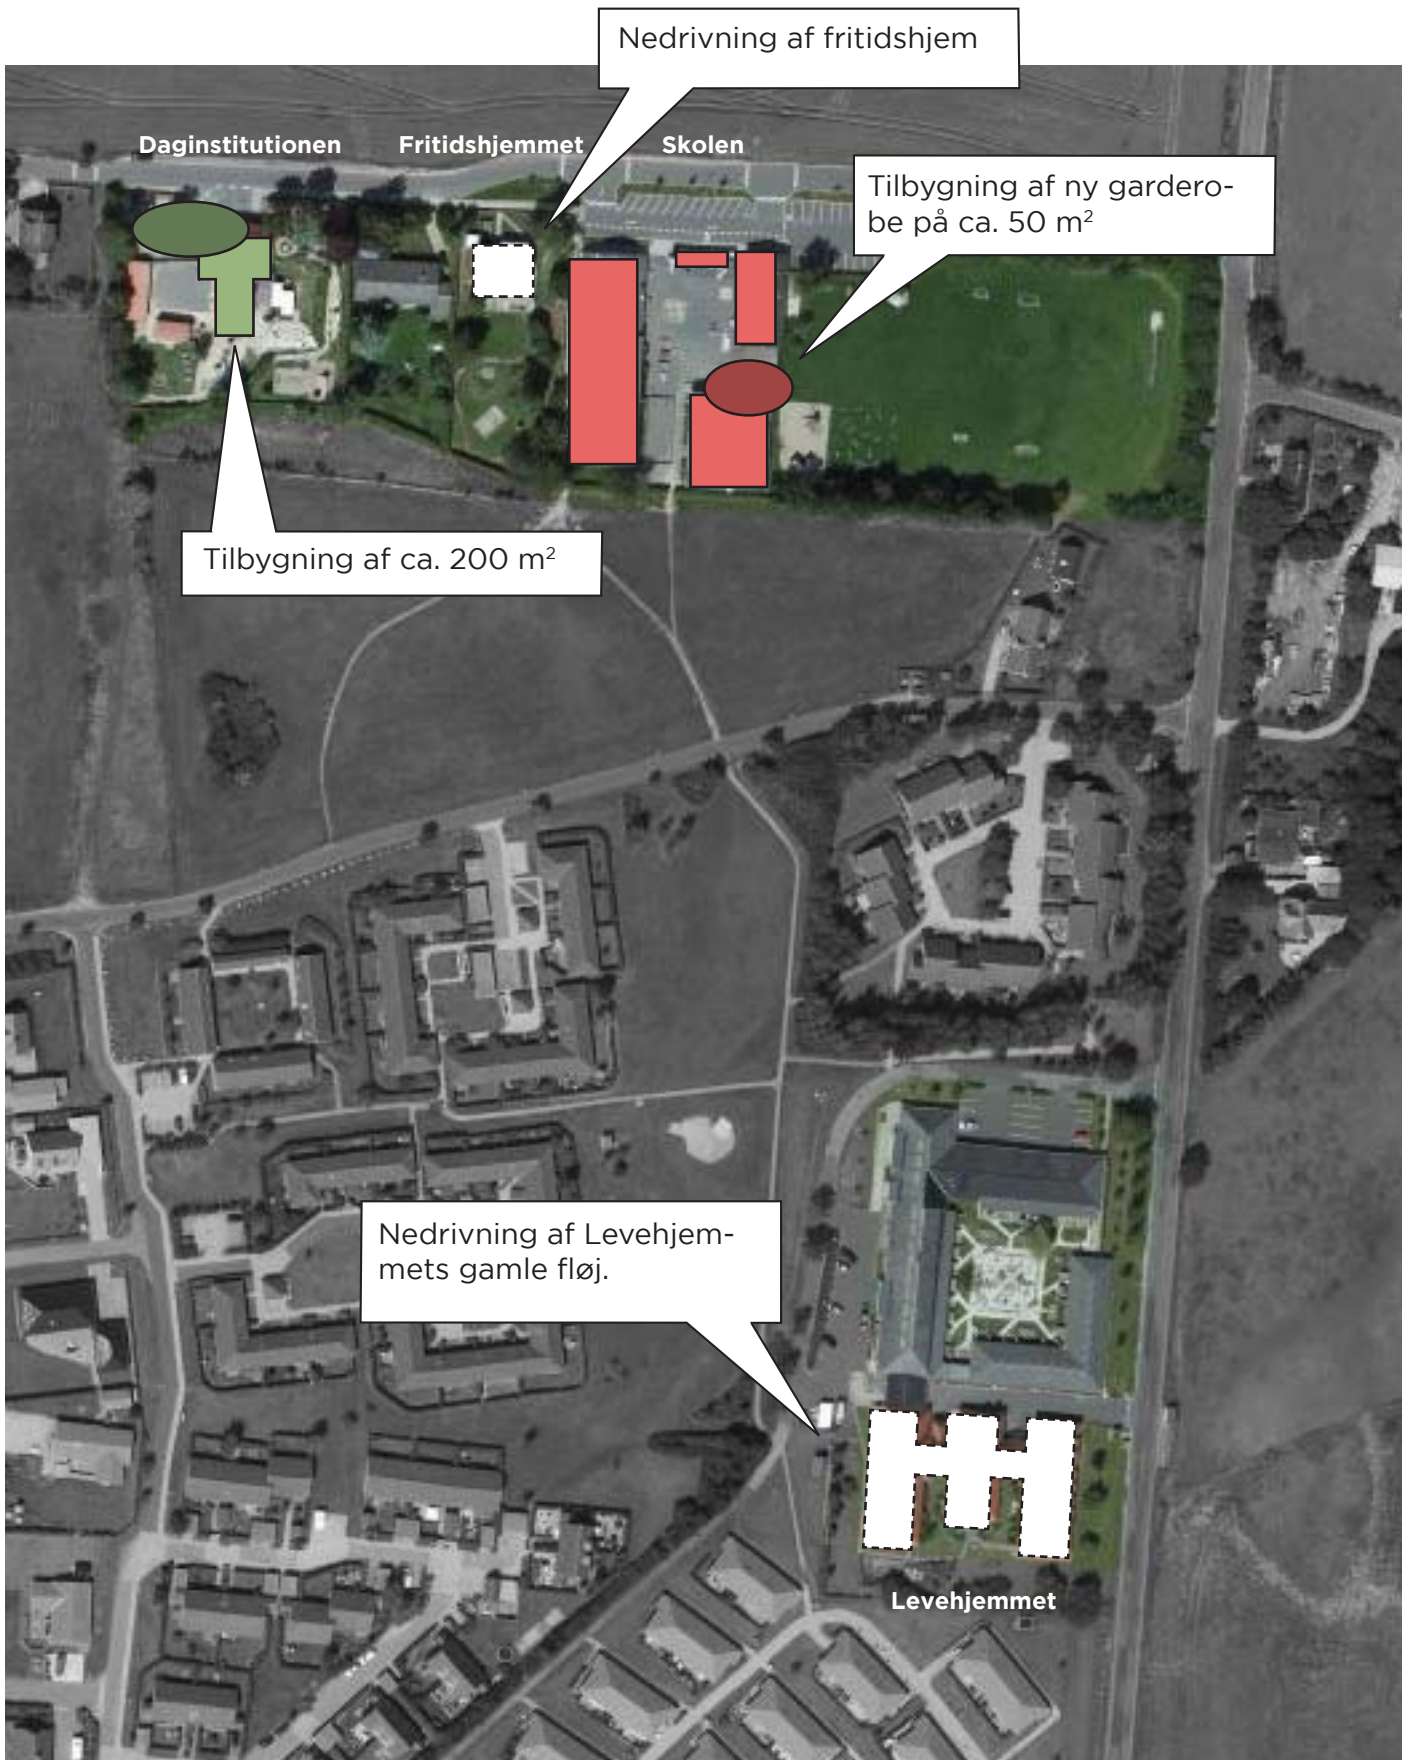 Nedrivning af fritidshjem
Daginstitutionen
Fritidshjemmet
Skolen
Tilbygning af ny gardero-
be på ca. 50 m²
Tilbygning af ca. 200 m²
Nedrivning af Levehjem-
mets gamle fløj.
Levehjemmet